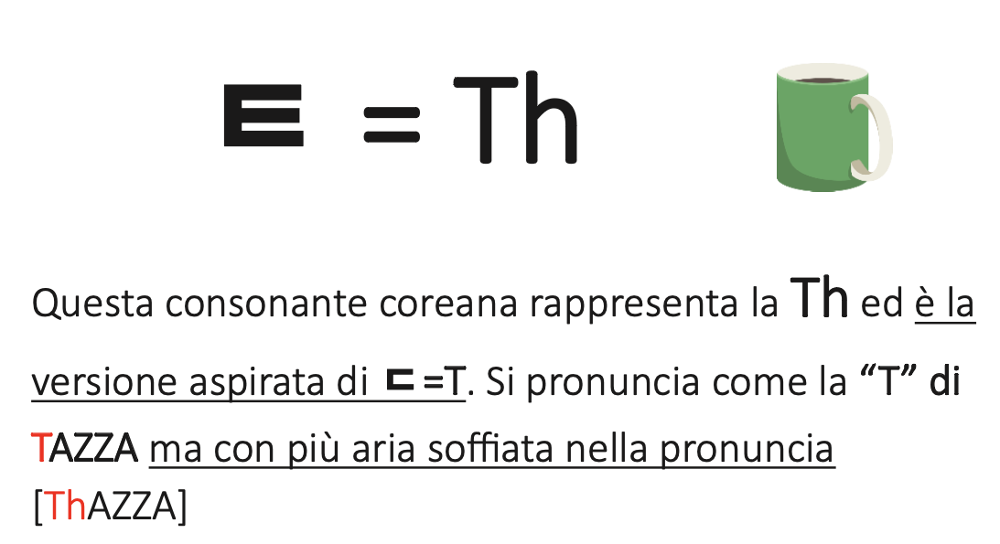 ㅌ = Th
Questa consonante coreana rappresenta la Th ed è la
versione aspirata di ㄷ =T. Si pronuncia come la “T” di
TAZZA ma con più aria soffiata nella pronuncia
[ThAZZA]